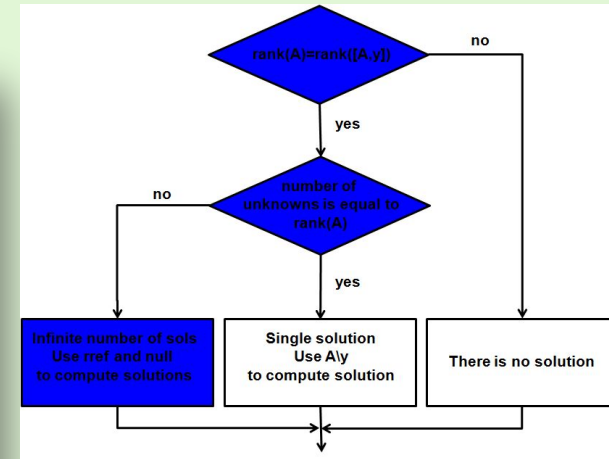 rank(A)=rank([A,y])
no
yes
number of
unknowns is equal to
rank(A)
no
yes
Infinite number of sols
Use rref and null
to compute solutions
Single solution
Use A\y
to compute solution
There is no solution